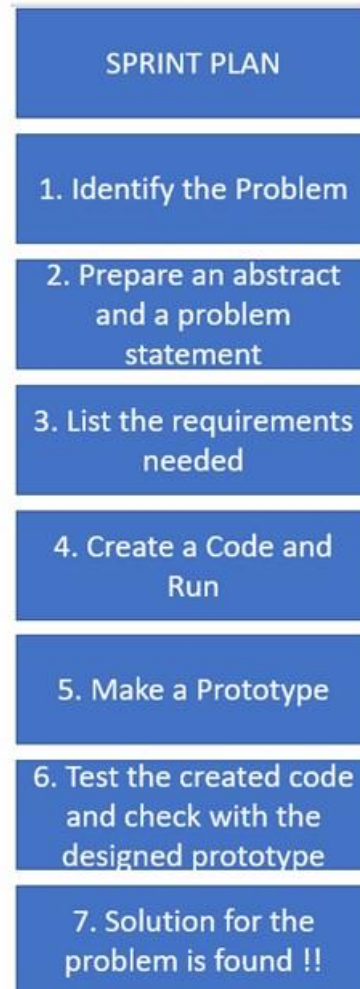 SPRINT PLAN
1. Identify the Problem
2. Prepare an abstract
and a problem
statement
3. List the requirements
needed
4. Create a Code and
Run
5. Make a Prototype
6. Test the created code
and check with the
designed prototype
7. Solution for the
problem is found !!